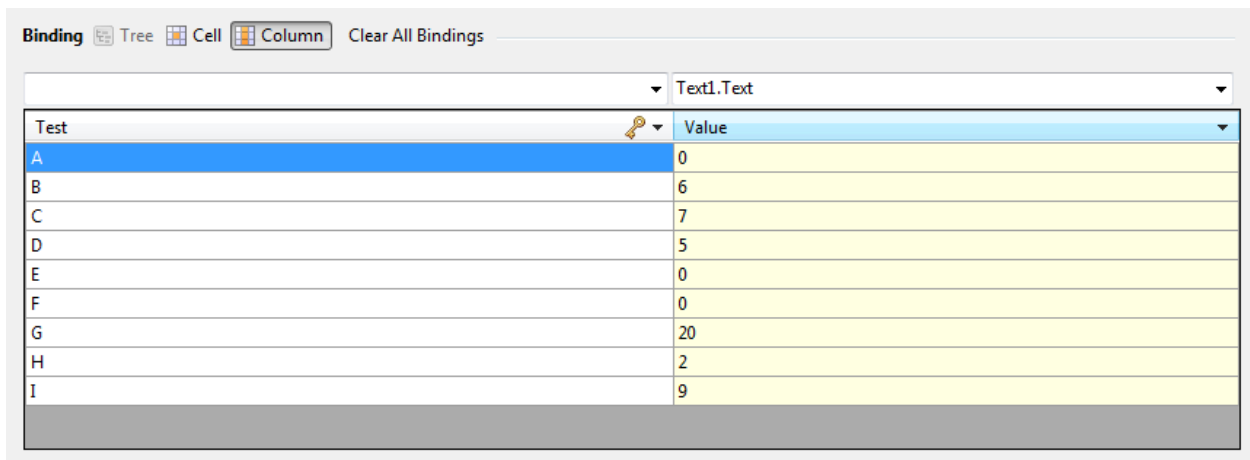 Binding Tree Cell Column Clear All Bindings
Text1.Text
Test Value
A 0
B 6
C 7
D 5
E 0
F 0
G 20
H 2
I 9